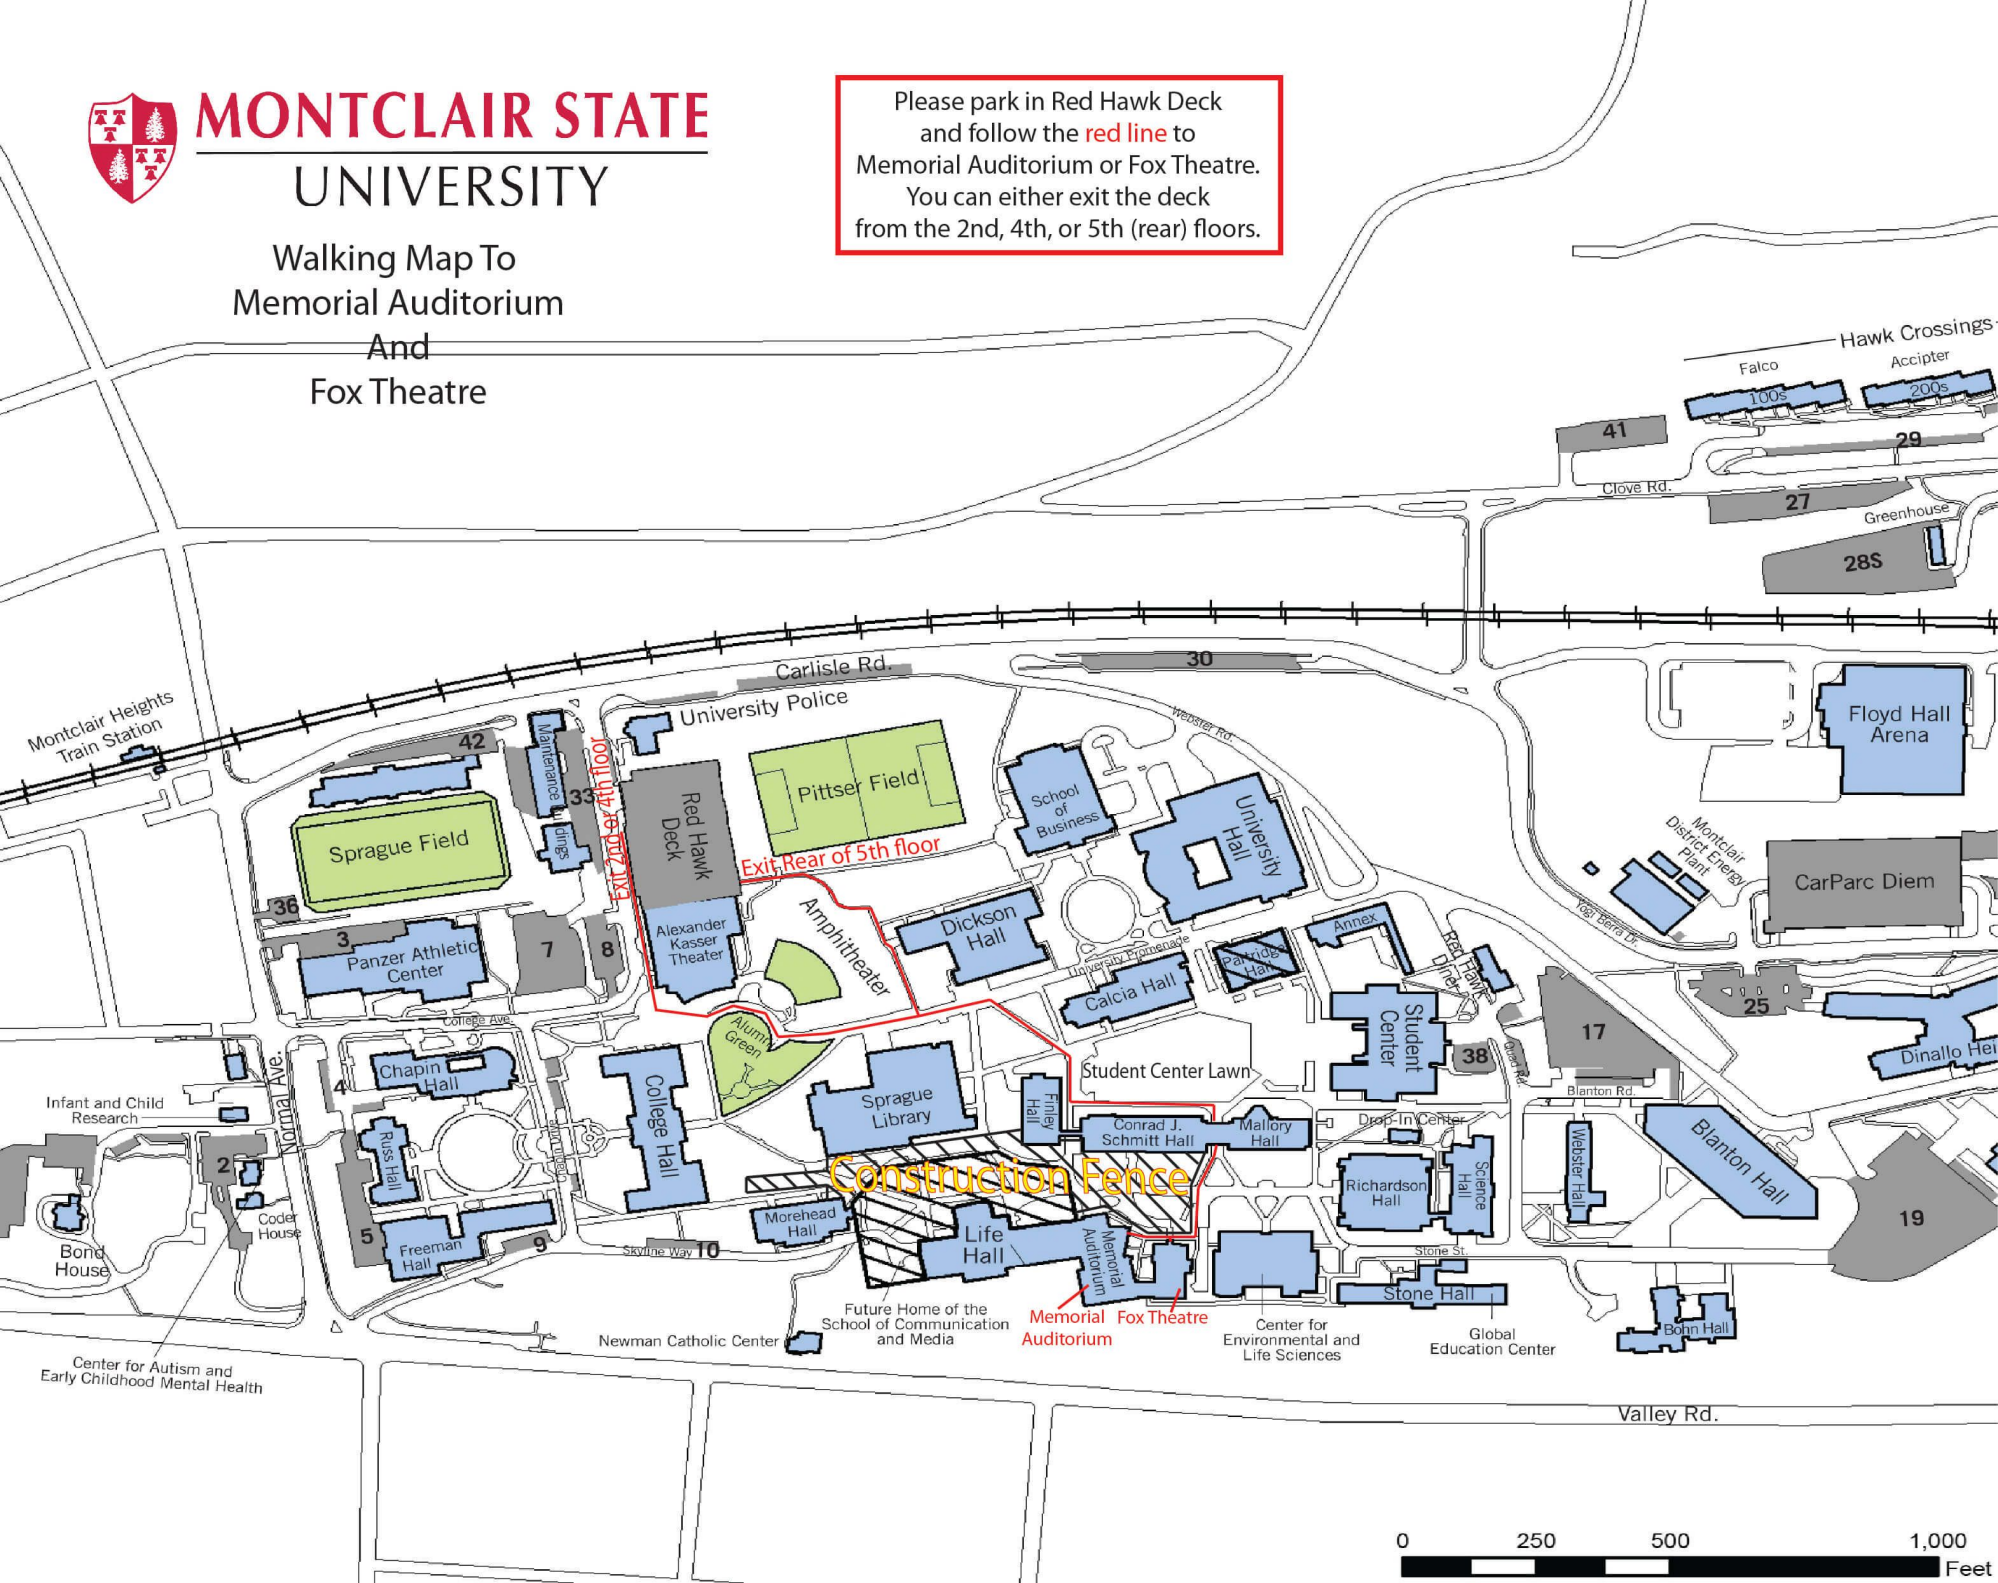 MONTCLAIR STATE
UNIVERSITY
Walking Map To
Memorial Auditorium
And
Fox Theatre
Please park in Red Hawk Deck
and follow the red line to
Memorial Auditorium or Fox Theatre.
You can either exit the deck
from the 2nd, 4th, or 5th (rear) floors.
Hawk Crossings
Falco
Accipter
100s
200s
41
29
Clove Rd.
27
Greenhouse
28S
Carlisle Rd.
30
University Police
Montclair Heights
Train Station
42
Maintenance Buildings
33
Exit 2nd or 4th floor
Red Hawk
Deck
Pittser Field
Webster Rd.
School
of
Business
University
Hall
Floyd Hall
Arena
Sprague Field
Exit Rear of 5th floor
Montclair
District Energy
Plant
CarParc Diem
36
3
Panzer Athletic
Center
7
8
Alexander
Kasser
Theater
Amphitheater
Dickson
Hall
University Promenade
Calcia Hall
Partridge
Hall
Annex
Red Hawk
Diner
Yogi Berra Dr.
25
College Ave.
Alumni
Green
Student
Center
38
Quad Rd.
17
Dinallo Hei
Normal Ave.
Chapin
Hall
4
College Hall
Sprague
Library
Student Center Lawn
Finley
Hall
Conrad J.
Schmitt Hall
Mallory
Hall
Drop-In Center
Blanton Rd.
Infant and Child
Research
Russ Hall
2
Coder
House
Bond
House
5
Freeman
Hall
9
Skyline Way
10
Construction Fence
Morehead
Hall
Life
Hall
Memorial
Auditorium
Richardson
Hall
Science
Hall
Webster Hall
Blanton Hall
19
Stone St.
Stone Hall
Bohn Hall
Future Home of the
School of Communication
and Media
Memorial
Auditorium
Fox Theatre
Center for
Environmental and
Life Sciences
Global
Education Center
Newman Catholic Center
Center for Autism and
Early Childhood Mental Health
Valley Rd.
0 250 500 1,000
Feet